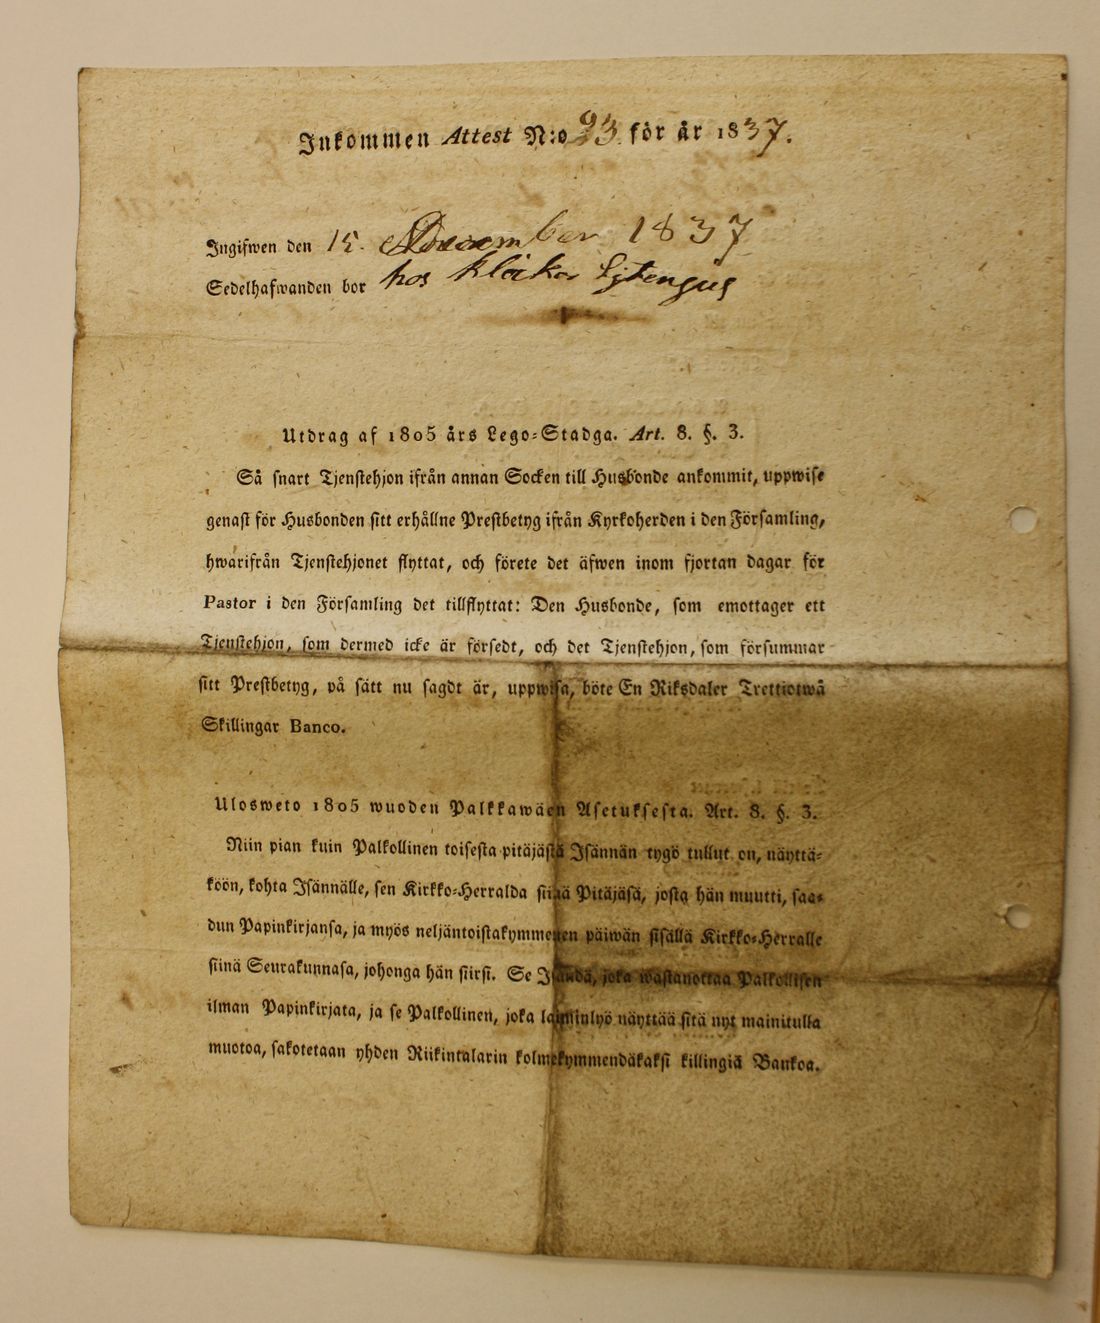 Inkommen Attest N:o 93. för år 1837.
Ingifwen den 15. December 1837
Sedelhafwanden bor hos
Utdrag af 1805 års Lego-Stadga. Art. 8. §. 3.
Så snart Tjenstehjon ifrån annan Socken till Husbonde ankommit, uppwise
genast för Husbonden sitt erhållne Prestbetyg ifrån Kyrkoherden i den Församling,
hwarifrån Tjenstehjonet flyttat, och förete det äfwen inom fjortan dagar för
Pastor i den Församling det tillflyttat: Den Husbonde, som emottager ett
Tjenstehjon, som dermed icke är försedt, och det Tjenstehjon, som försummar
sitt Prestbetyg, på sätt nu sagdt är, uppwisa, böte En Riksdaler Trettiotwå
Skillingar Banco.
Ulosweto 1805 wuoden Palkkawäen Asetuksesta. Art. 8. §. 3.
Niin pian kuin Palkollinen toisesta pitäjästä Isännän tygö tullut on, näyttä-
köön, kohta Isännälle, sen Kirkko-Herralda siinä Pitäjäsä, josta hän muutti, saa-
dun Papinkirjansa, ja myös neljäntoistakymmenen päiwän sisällä Kirkko-Herralle
siinä Seurakunnasa, johonga hän siirsi. Se Isändä, joka wastanottaa Palkollisen
ilman Papinkirjata, ja se Palkollinen, joka laiminlyö näyttää sitä nyt mainitulla
muotoa, sakotetaan yhden Riikintalarin kolmekymmendäkaksi killingiä Bankoa.